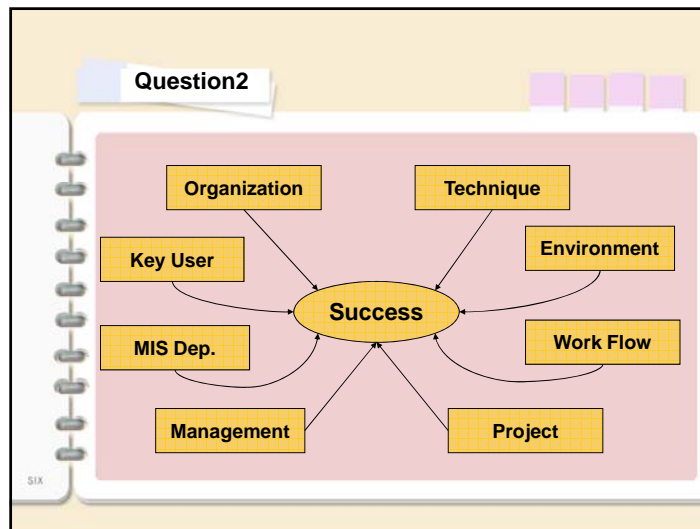 Question2
Organization
Technique
Key User
Environment
Success
MIS Dep.
Work Flow
Management
Project
SIX